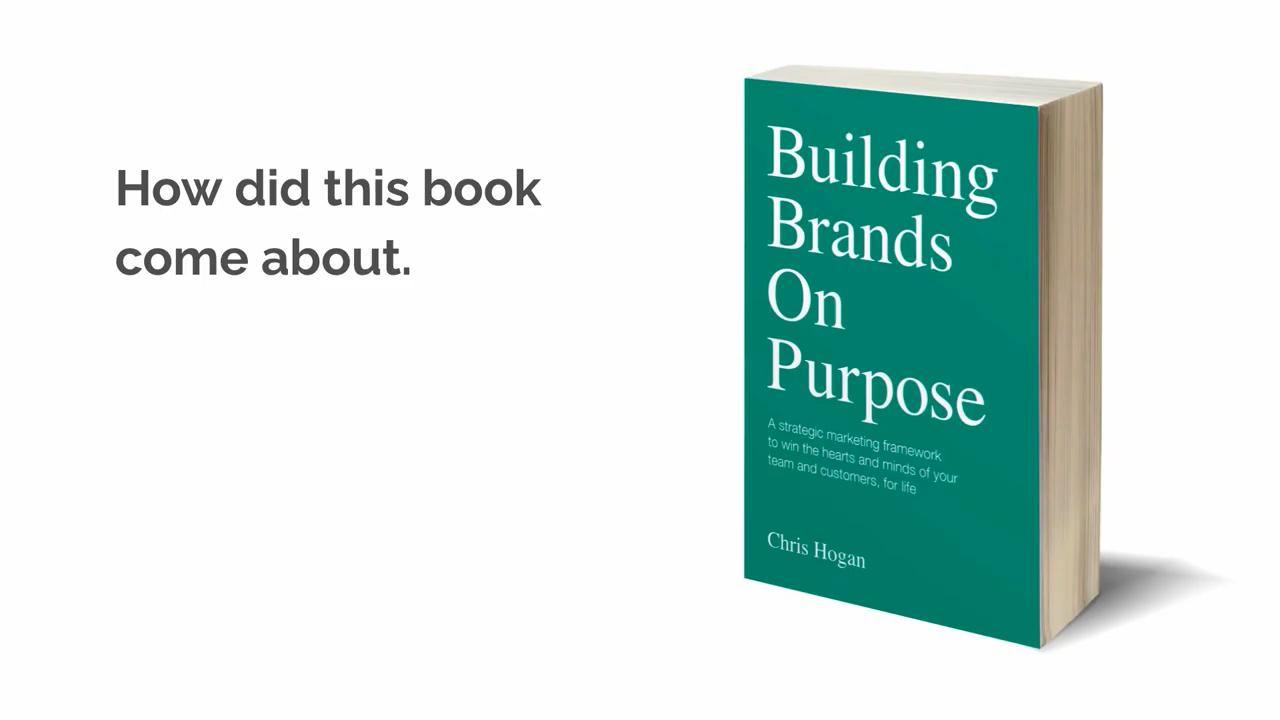 How did this book
come about.
Building
Brands
On
Purpose
A strategic marketing framework
to win the hearts and minds of your
team and customers, for life
Chris Hogan